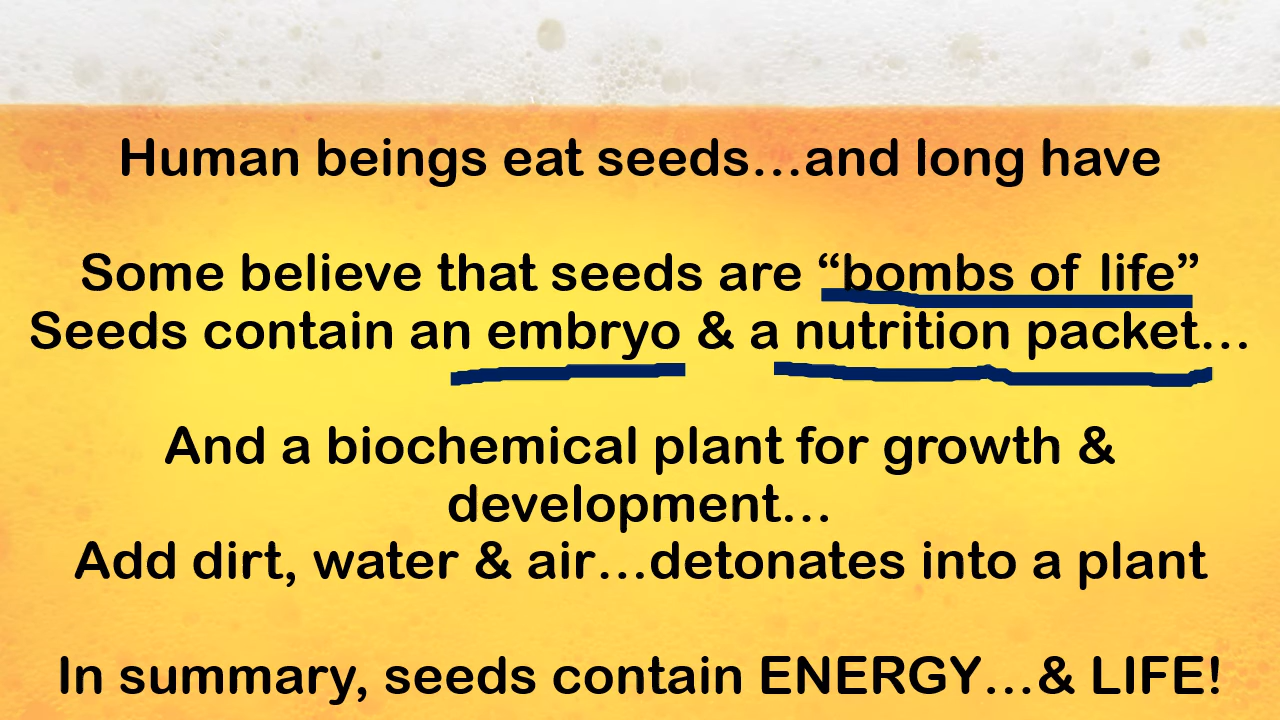 Human beings eat seeds…and long have
Some believe that seeds are “bombs of life”
Seeds contain an embryo & a nutrition packet…
And a biochemical plant for growth &
development…
Add dirt, water & air…detonates into a plant
In summary, seeds contain ENERGY…& LIFE!